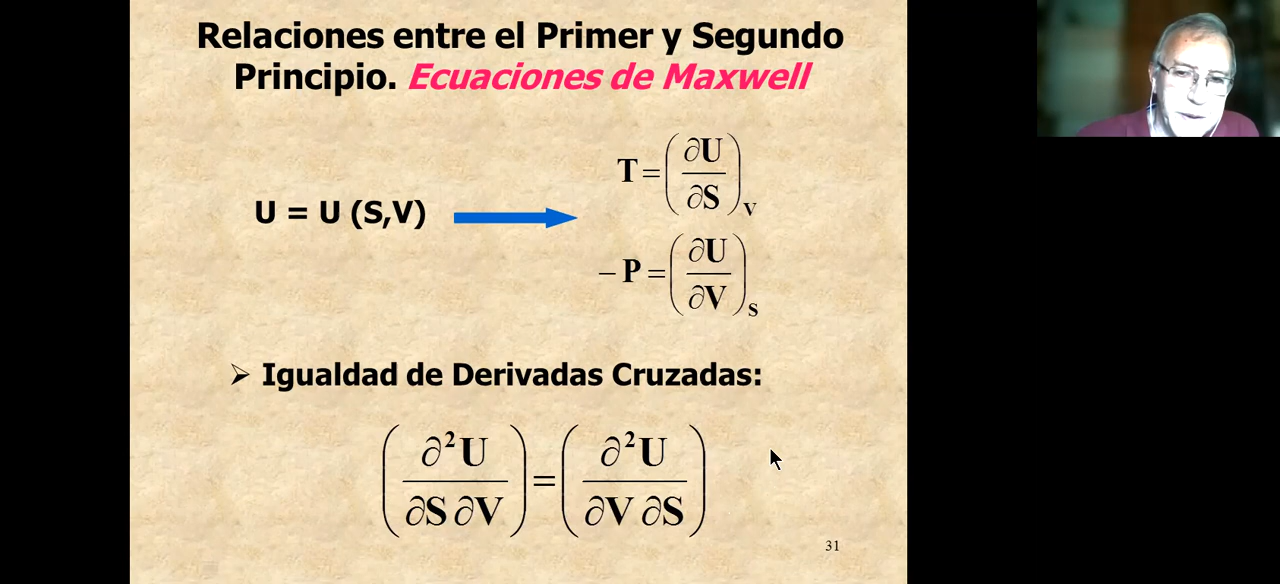 Relaciones entre el Primer y Segundo
Principio. Ecuaciones de Maxwell
U = U (S,V)
T = (∂U/∂S)_V
− P = (∂U/∂V)_S
➢ Igualdad de Derivadas Cruzadas:
(∂²U/∂S ∂V) = (∂²U/∂V ∂S)
31